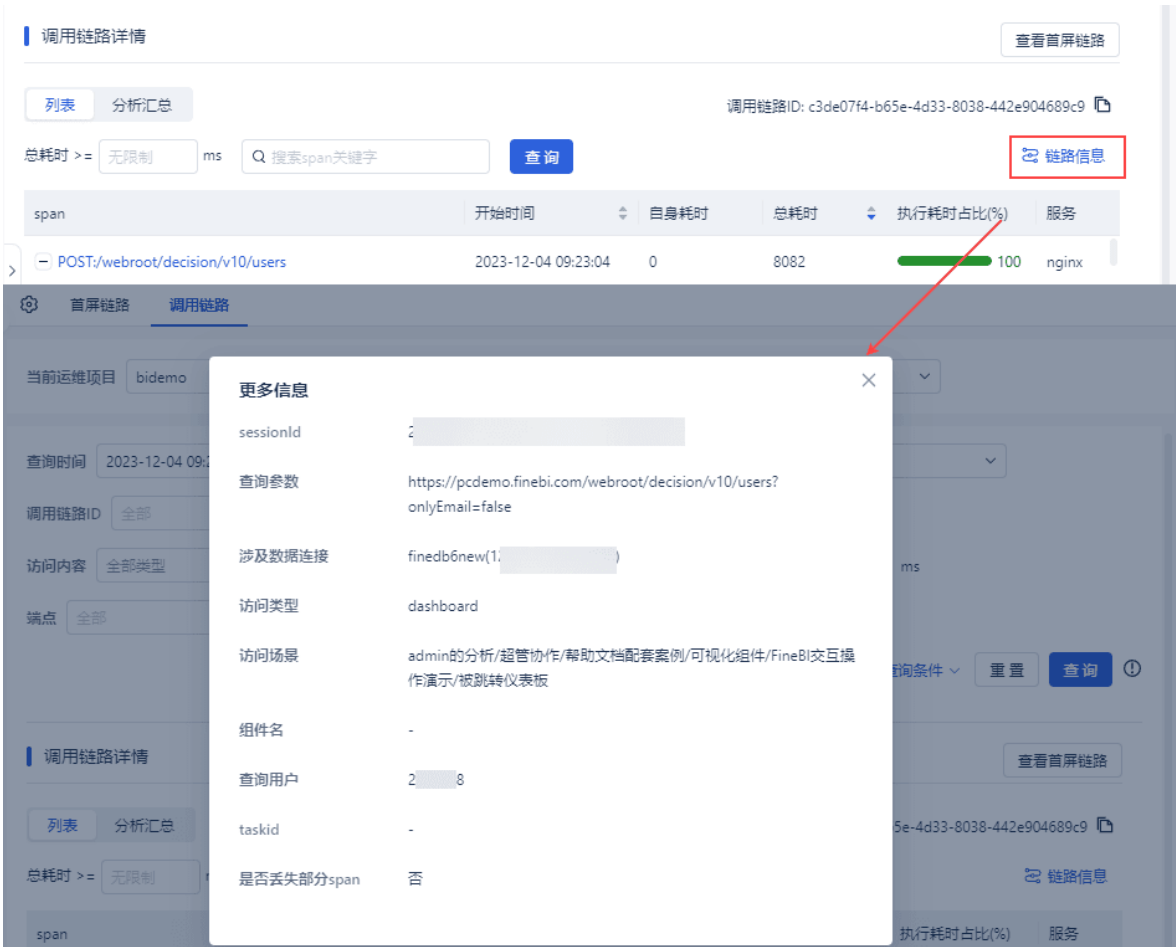 调用链路详情
查看首屏链路
列表 分析汇总
调用链路ID: c3de07f4-b65e-4d33-8038-442e904689c9
总耗时 >= 无限制 ms 搜索span关键字 查 询 链路信息
span 开始时间 自身耗时 总耗时 执行耗时占比(%) 服务
POST:/webroot/decision/v10/users 2023-12-04 09:23:04 0 8082 100 nginx
首屏链路 调用链路
当前运维项目 bidemo
更多信息
sessionId 2
查询时间 2023-12-04 09:2
查询参数 https://pcdemo.finebi.com/webroot/decision/v10/users?
onlyEmail=false
调用链路ID 全部
涉及数据连接 finedb6new(1 )
访问内容 全部类型 ms
访问类型 dashboard
端点 全部
访问场景 admin的分析/超管协作/帮助文档配套案例/可视化组件/FineBI交互操
作演示/被跳转仪表板
查询条件 重 置 查 询
组件名 -
调用链路详情 查看首屏链路
查询用户 2 8
列表 分析汇总
taskid -
5e-4d33-8038-442e904689c9
总耗时 >= 无限制
是否丢失部分span 否
链路信息
span 执行耗时占比(%) 服务